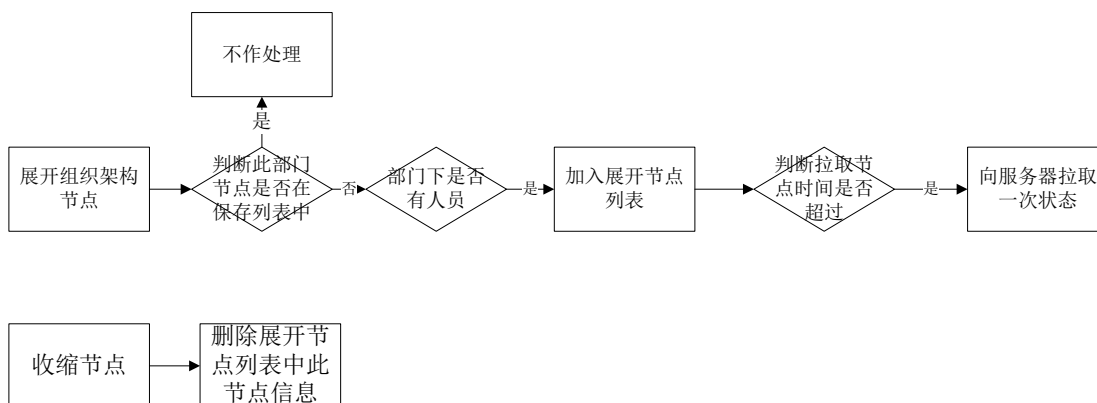 不作处理
是
展开组织架构
节点
判断此部门
节点是否在
保存列表中
否
部门下是否
有人员
是
加入展开节点
列表
判断拉取节
点时间是否
超过
是
向服务器拉取
一次状态
收缩节点
删除展开节
点列表中此
节点信息